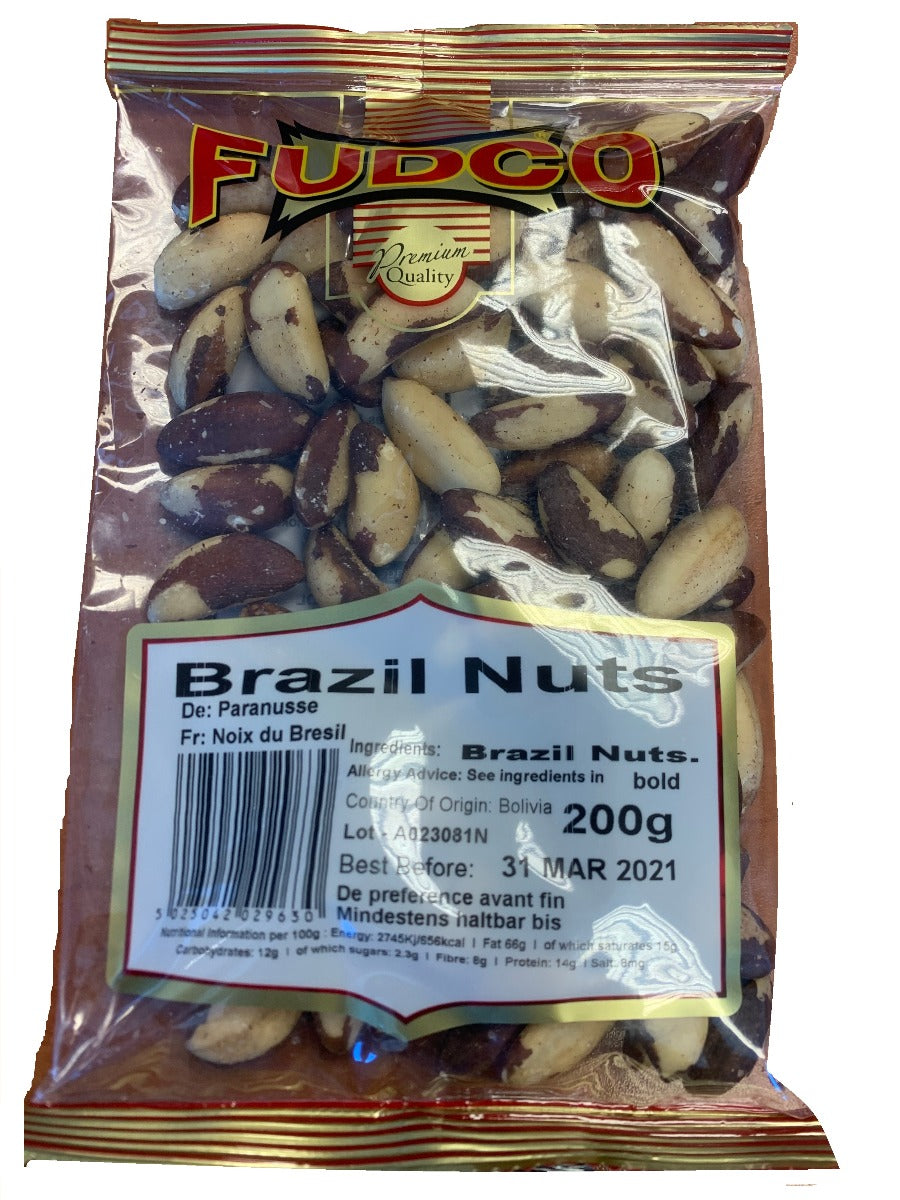 FUDCO
Premium
Quality
Brazil Nuts
De: Paranusse
Fr: Noix du Bresil
Ingredients: Brazil Nuts.
Allergy Advice: See ingredients in bold
Country Of Origin: Bolivia
200g
Lot - A023081N
Best Before: 31 MAR 2021
De preference avant fin
Mindestens haltbar bis
5 025042 029630
Nutritional Information per 100g : Energy: 2745Kj/656kcal | Fat 66g | of which saturates 15g
Carbohydrates: 12g | of which sugars: 2.3g | Fibre: 8g | Protein: 14g | Salt: 8mg